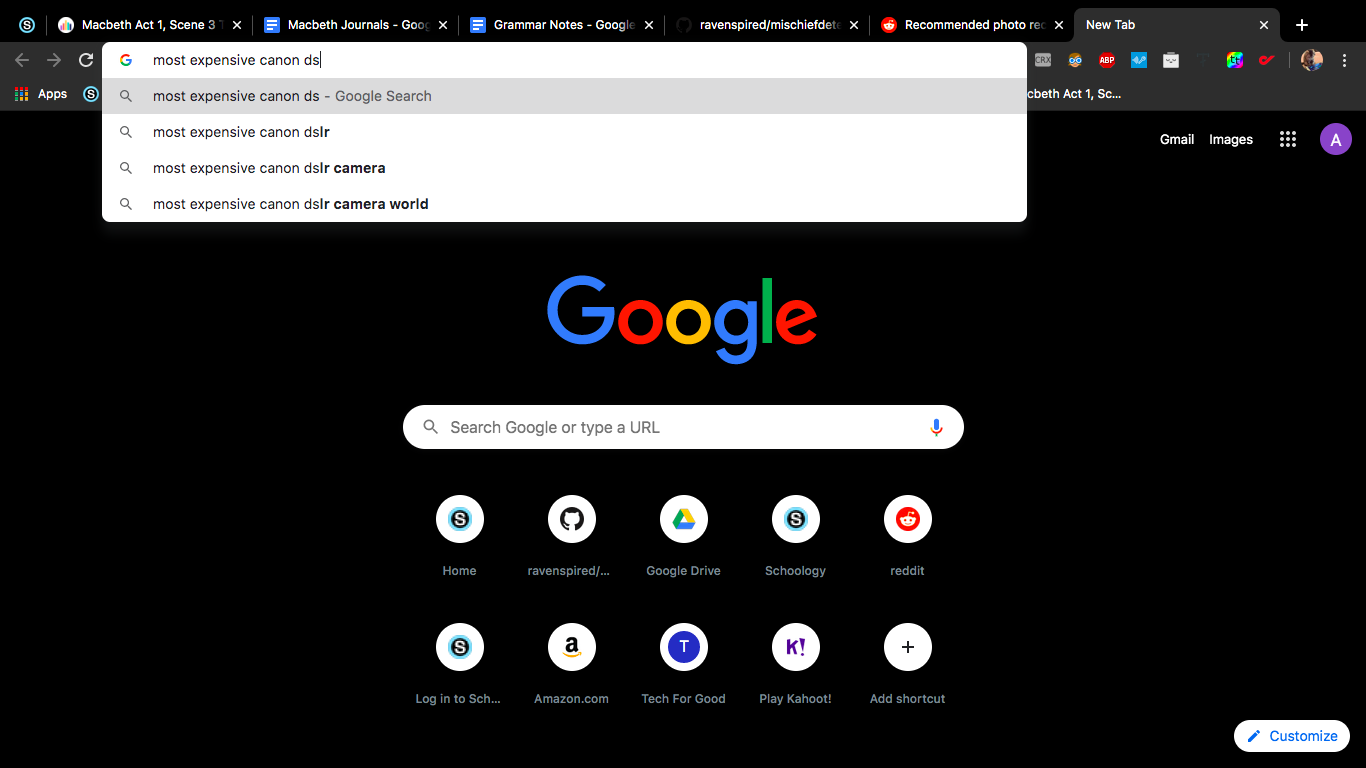 Macbeth Act 1, Scene 3 T
Macbeth Journals - Goog
Grammar Notes - Google
ravenspired/mischiefdete
Recommended photo rec
New Tab
most expensive canon ds
CRX
ABP
Apps
most expensive canon ds - Google Search
cbeth Act 1, Sc...
most expensive canon dslr
most expensive canon dslr camera
most expensive canon dslr camera world
Gmail
Images
A
Google
Search Google or type a URL
Home
ravenspired/...
Google Drive
Schoology
reddit
T
K!
Log in to Sch...
Amazon.com
Tech For Good
Play Kahoot!
Add shortcut
Customize